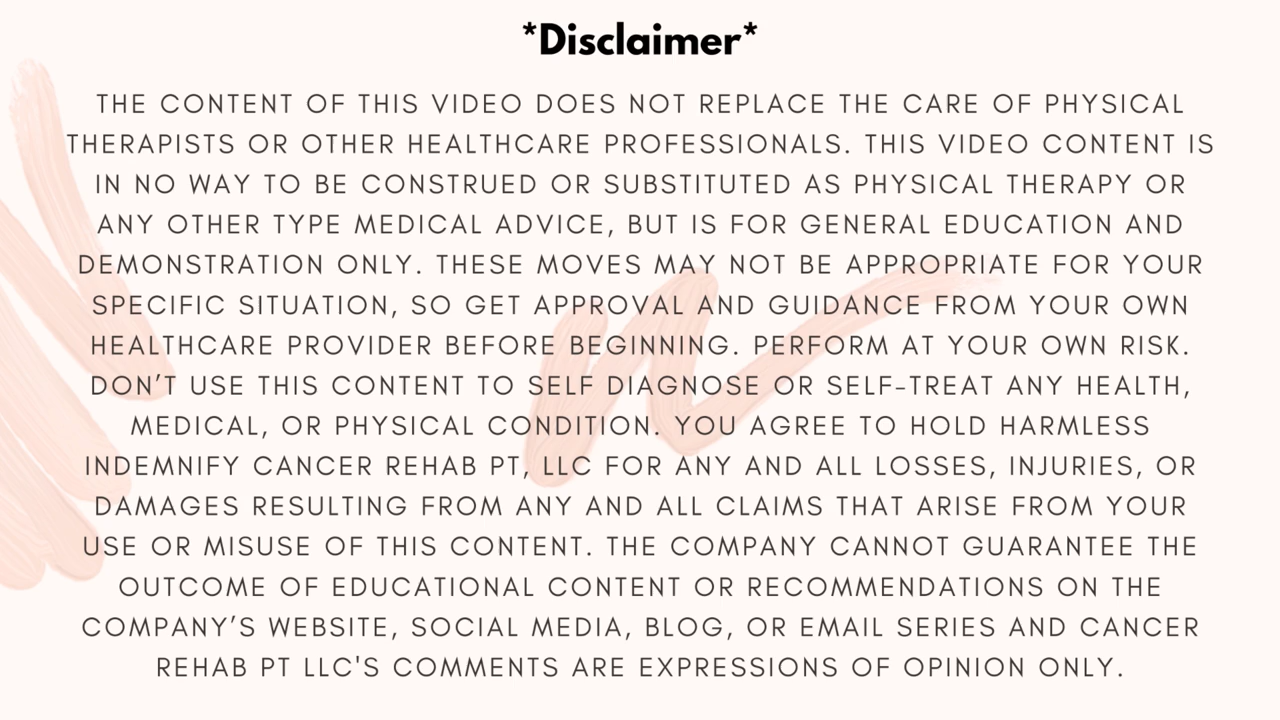 *Disclaimer*
THE CONTENT OF THIS VIDEO DOES NOT REPLACE THE CARE OF PHYSICAL
THERAPISTS OR OTHER HEALTHCARE PROFESSIONALS. THIS VIDEO CONTENT IS
IN NO WAY TO BE CONSTRUED OR SUBSTITUTED AS PHYSICAL THERAPY OR
ANY OTHER TYPE MEDICAL ADVICE, BUT IS FOR GENERAL EDUCATION AND
DEMONSTRATION ONLY. THESE MOVES MAY NOT BE APPROPRIATE FOR YOUR
SPECIFIC SITUATION, SO GET APPROVAL AND GUIDANCE FROM YOUR OWN
HEALTHCARE PROVIDER BEFORE BEGINNING. PERFORM AT YOUR OWN RISK.
DON’T USE THIS CONTENT TO SELF DIAGNOSE OR SELF-TREAT ANY HEALTH,
MEDICAL, OR PHYSICAL CONDITION. YOU AGREE TO HOLD HARMLESS
INDEMNIFY CANCER REHAB PT, LLC FOR ANY AND ALL LOSSES, INJURIES, OR
DAMAGES RESULTING FROM ANY AND ALL CLAIMS THAT ARISE FROM YOUR
USE OR MISUSE OF THIS CONTENT. THE COMPANY CANNOT GUARANTEE THE
OUTCOME OF EDUCATIONAL CONTENT OR RECOMMENDATIONS ON THE
COMPANY’S WEBSITE, SOCIAL MEDIA, BLOG, OR EMAIL SERIES AND CANCER
REHAB PT LLC'S COMMENTS ARE EXPRESSIONS OF OPINION ONLY.